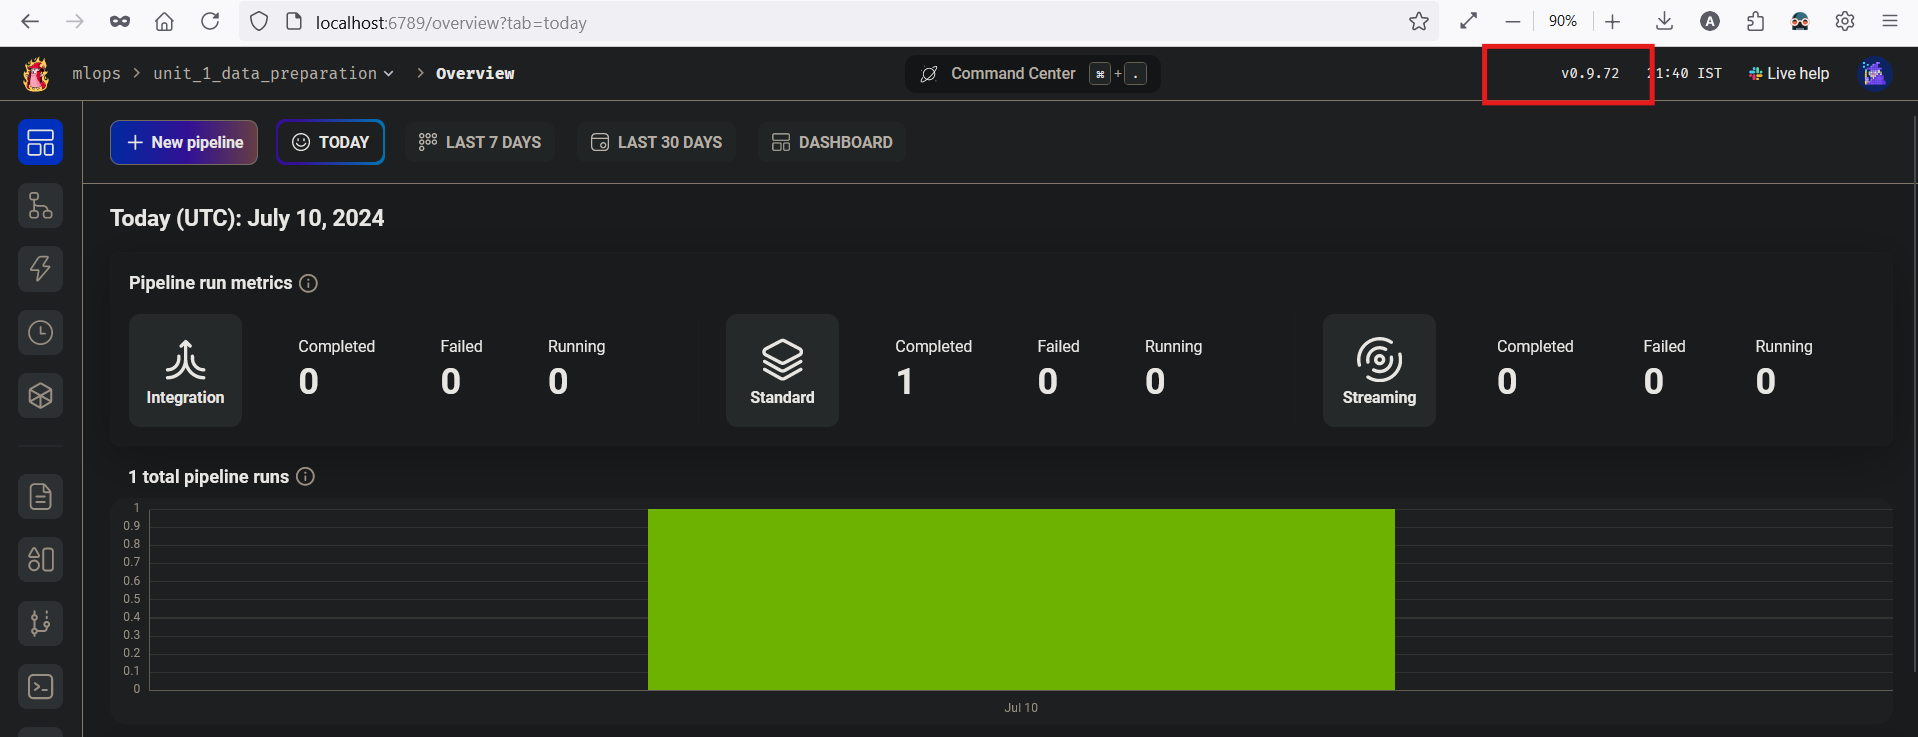 localhost:6789/overview?tab=today
90%
A
mlops > unit_1_data_preparation > Overview
Command Center ⌘ + .
v0.9.72
21:40 IST
Live help
+ New pipeline
TODAY
LAST 7 DAYS
LAST 30 DAYS
DASHBOARD
Today (UTC): July 10, 2024
Pipeline run metrics
Integration
Completed Failed Running
0 0 0
Standard
Completed Failed Running
1 0 0
Streaming
Completed Failed Running
0 0 0
1 total pipeline runs
1
0.9
0.8
0.7
0.6
0.5
0.4
0.3
0.2
0.1
0
Jul 10